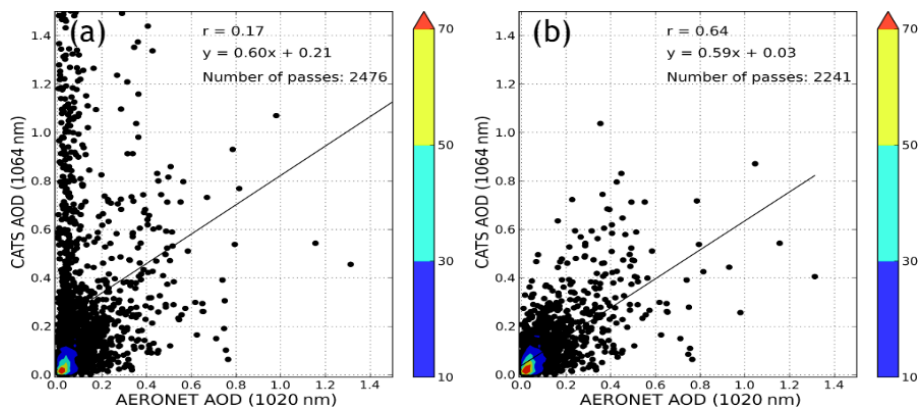 (a)
r = 0.17
y = 0.60x + 0.21
Number of passes: 2476
CATS AOD (1064 nm)
1.4
1.2
1.0
0.8
0.6
0.4
0.2
0.0
0.0 0.2 0.4 0.6 0.8 1.0 1.2 1.4
AERONET AOD (1020 nm)
70
50
30
10
(b)
r = 0.64
y = 0.59x + 0.03
Number of passes: 2241
CATS AOD (1064 nm)
1.4
1.2
1.0
0.8
0.6
0.4
0.2
0.0
0.0 0.2 0.4 0.6 0.8 1.0 1.2 1.4
AERONET AOD (1020 nm)
70
50
30
10